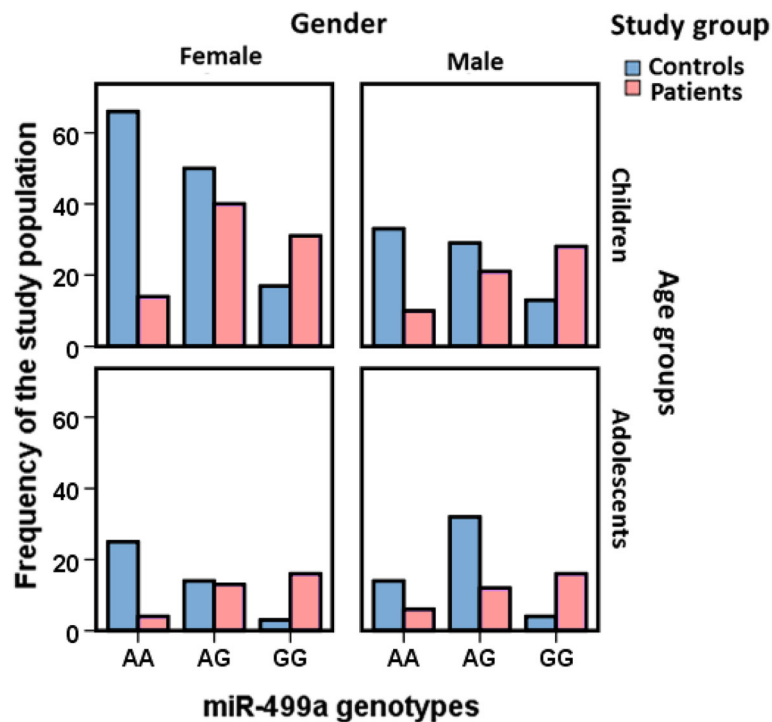 Gender
Study group
Female
Male
Controls
Patients
Frequency of the study population
60
40
20
0
Children
Age groups
60
40
20
0
Adolescents
AA AG GG
AA AG GG
miR-499a genotypes